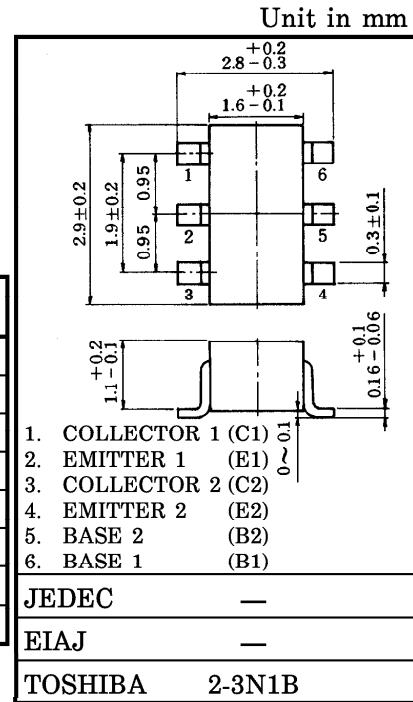 Unit in mm
+0.2
2.8−0.3
+0.2
1.6−0.1
1
6
2
5
3
4
2.9±0.2
1.9±0.2
0.95
0.95
0.3±0.1
+0.2
1.1−0.1
+0.1
0.16−0.06
0~0.1
1. COLLECTOR 1 (C1)
2. EMITTER 1 (E1)
3. COLLECTOR 2 (C2)
4. EMITTER 2 (E2)
5. BASE 2 (B2)
6. BASE 1 (B1)
JEDEC —
EIAJ —
TOSHIBA 2-3N1B